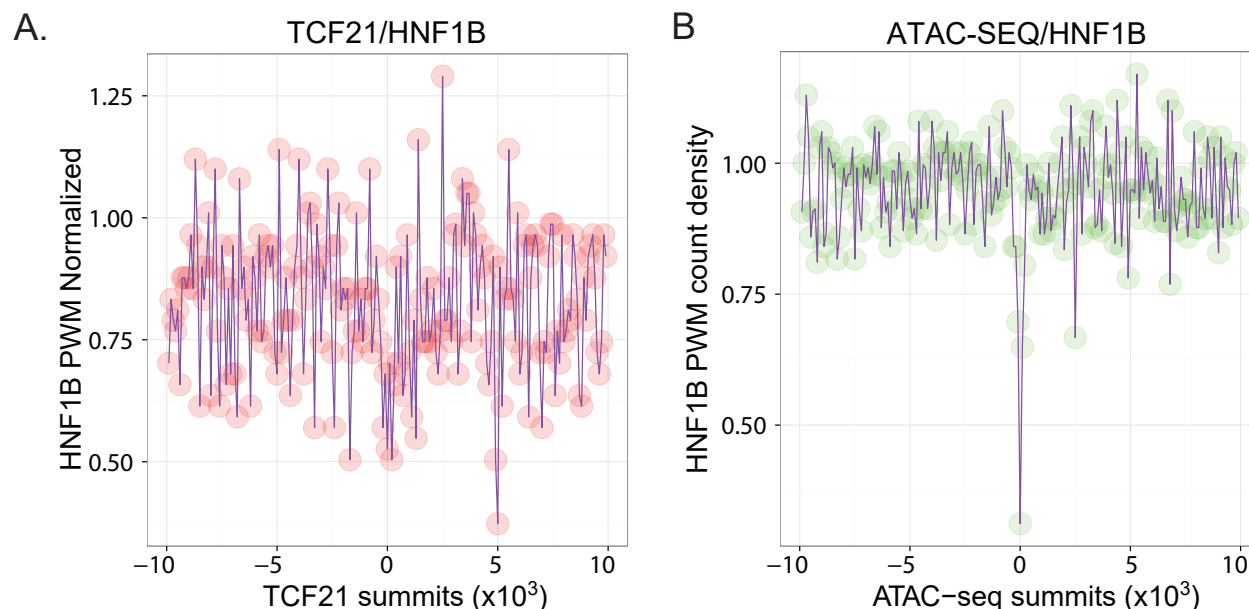 A.
TCF21/HNF1B
HNF1B PWM Normalized
1.25
1.00
0.75
0.50
−10
−5
0
5
10
TCF21 summits (x10³)
B
ATAC-SEQ/HNF1B
HNF1B PWM count density
1.00
0.75
0.50
−10
−5
0
5
10
ATAC−seq summits (x10³)